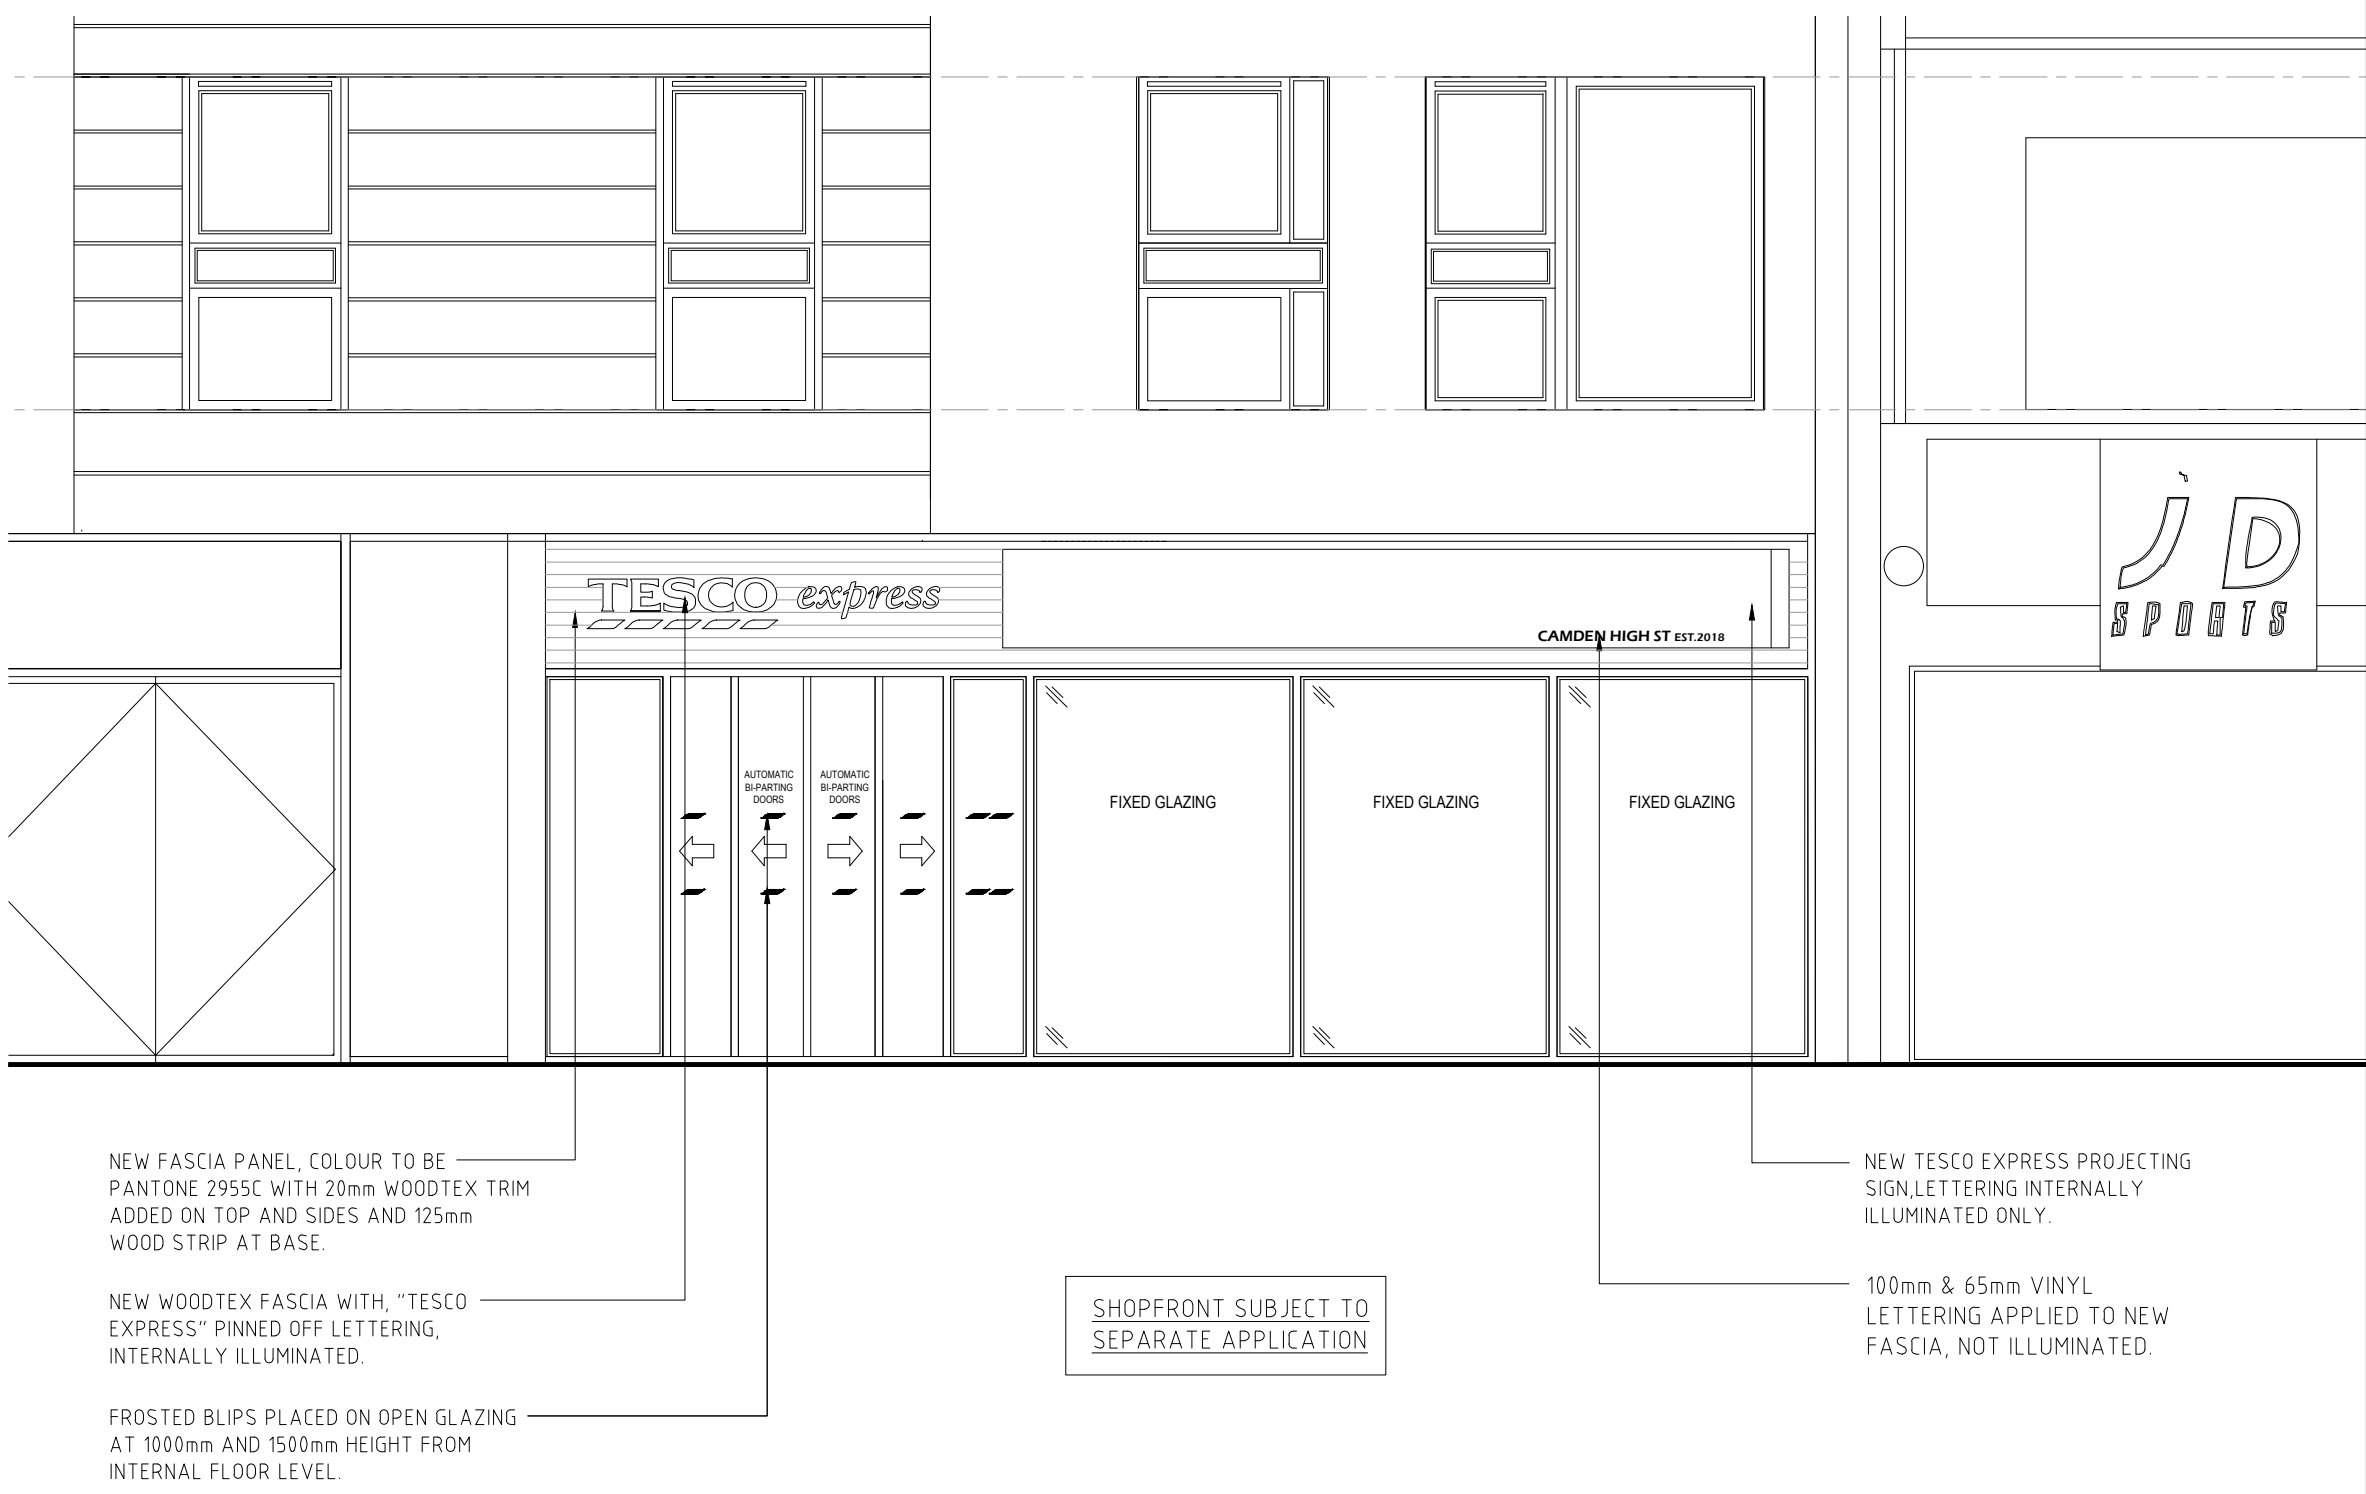 JD
SPORTS
TESCO express
CAMDEN HIGH ST EST.2018
AUTOMATIC
BI-PARTING
DOORS
AUTOMATIC
BI-PARTING
DOORS
FIXED GLAZING
FIXED GLAZING
FIXED GLAZING
NEW FASCIA PANEL, COLOUR TO BE
PANTONE 2955C WITH 20mm WOODTEX TRIM
ADDED ON TOP AND SIDES AND 125mm
WOOD STRIP AT BASE.
NEW WOODTEX FASCIA WITH, "TESCO
EXPRESS" PINNED OFF LETTERING,
INTERNALLY ILLUMINATED.
FROSTED BLIPS PLACED ON OPEN GLAZING
AT 1000mm AND 1500mm HEIGHT FROM
INTERNAL FLOOR LEVEL.
SHOPFRONT SUBJECT TO
SEPARATE APPLICATION
NEW TESCO EXPRESS PROJECTING
SIGN,LETTERING INTERNALLY
ILLUMINATED ONLY.
100mm & 65mm VINYL
LETTERING APPLIED TO NEW
FASCIA, NOT ILLUMINATED.